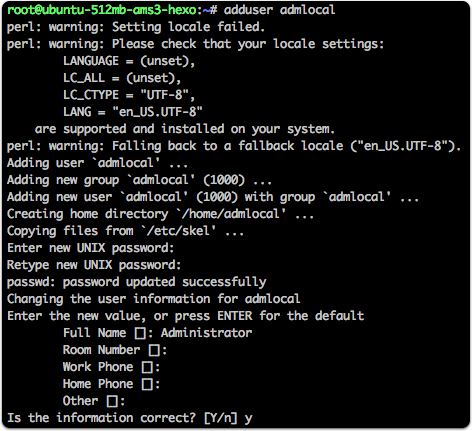 root@ubuntu-512mb-ams3-hexo:~# adduser admlocal
perl: warning: Setting locale failed.
perl: warning: Please check that your locale settings:
        LANGUAGE = (unset),
        LC_ALL = (unset),
        LC_CTYPE = "UTF-8",
        LANG = "en_US.UTF-8"
    are supported and installed on your system.
perl: warning: Falling back to a fallback locale ("en_US.UTF-8").
Adding user `admlocal' ...
Adding new group `admlocal' (1000) ...
Adding new user `admlocal' (1000) with group `admlocal' ...
Creating home directory `/home/admlocal' ...
Copying files from `/etc/skel' ...
Enter new UNIX password:
Retype new UNIX password:
passwd: password updated successfully
Changing the user information for admlocal
Enter the new value, or press ENTER for the default
        Full Name []: Administrator
        Room Number []:
        Work Phone []:
        Home Phone []:
        Other []:
Is the information correct? [Y/n] y